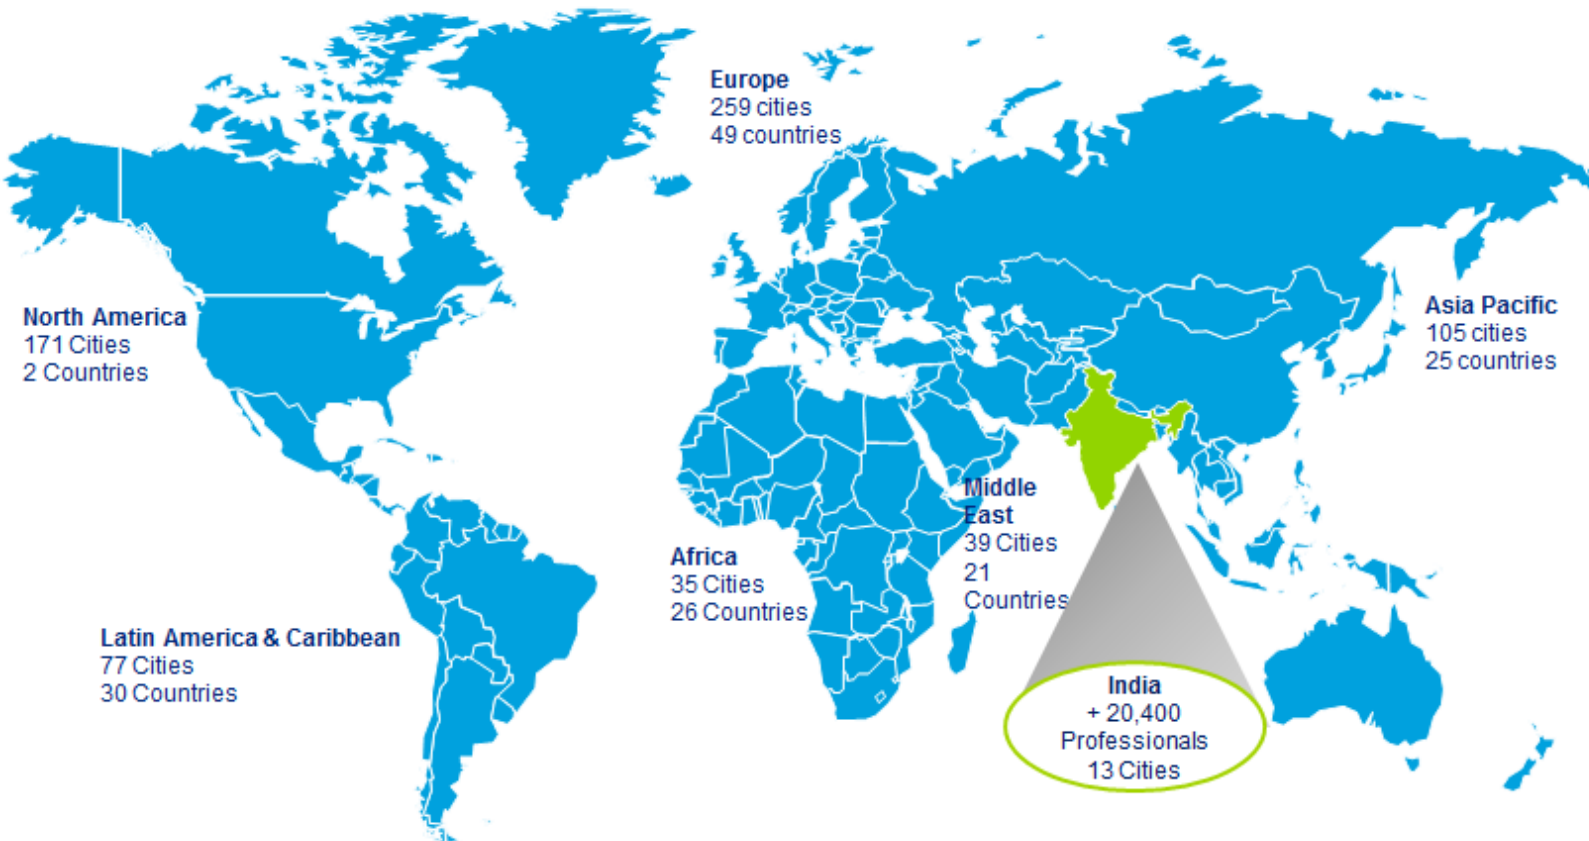 Europe
259 cities
49 countries
North America
171 Cities
2 Countries
Asia Pacific
105 cities
25 countries
Middle
East
39 Cities
21
Countries
Africa
35 Cities
26 Countries
Latin America & Caribbean
77 Cities
30 Countries
India
+ 20,400
Professionals
13 Cities